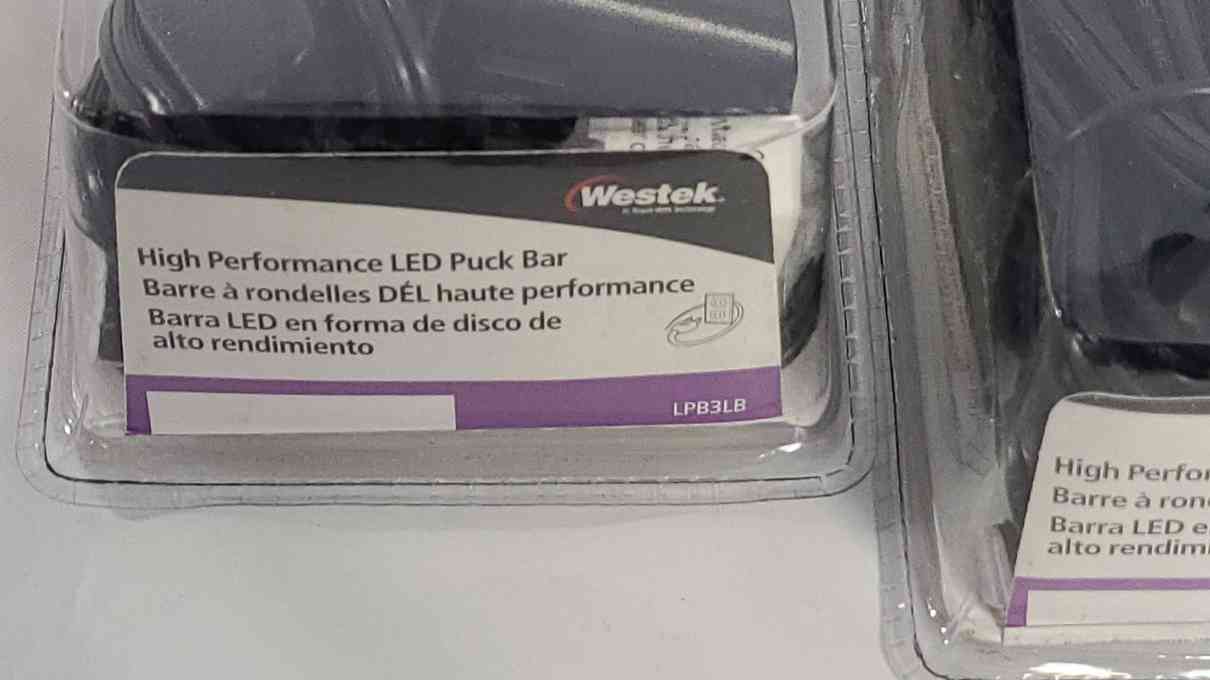 Westek
High Performance LED Puck Bar
Barre à rondelles DÉL haute performance
Barra LED en forma de disco de
alto rendimiento
LPB3LB
High Perfor
Barre à ron
Barra LED e
alto rendim